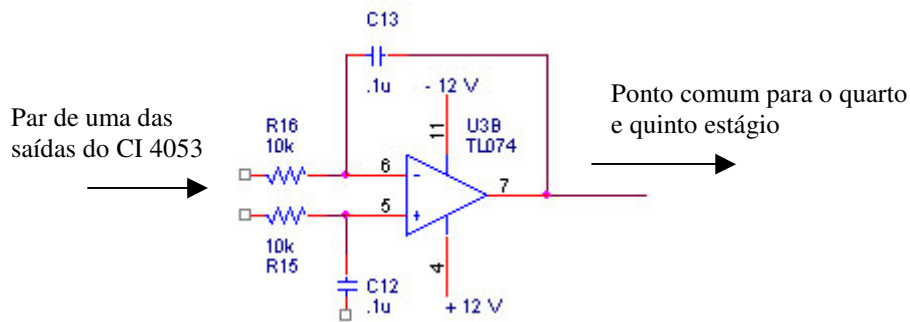 C13
.1u
- 12 V
Par de uma das
saídas do CI 4053
R16
10k
11
U3B
TL074
Ponto comum para o quarto
e quinto estágio
6
-
7
5
+
10k
R15
4
C12
.1u
+ 12 V